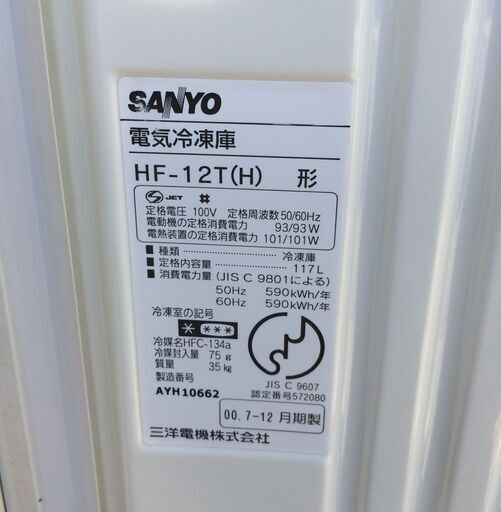 SANYO
電気冷凍庫
HF-12T(H) 形
S JET
定格電圧 100V 定格周波数 50/60Hz
電動機の定格消費電力 93/93W
電熱装置の定格消費電力 101/101W
■ 種類 冷凍庫
■ 定格内容量 117L
■ 消費電力量 (JIS C 9801による)
50Hz 590kWh/年
60Hz 590kWh/年
冷凍室の記号
* ***
冷媒名HFC-134a
冷媒封入量 75g
質量 35kg
製造番号
AYH10662
JIS C 9607
認定番号572080
00.7-12月期製
三洋電機株式会社